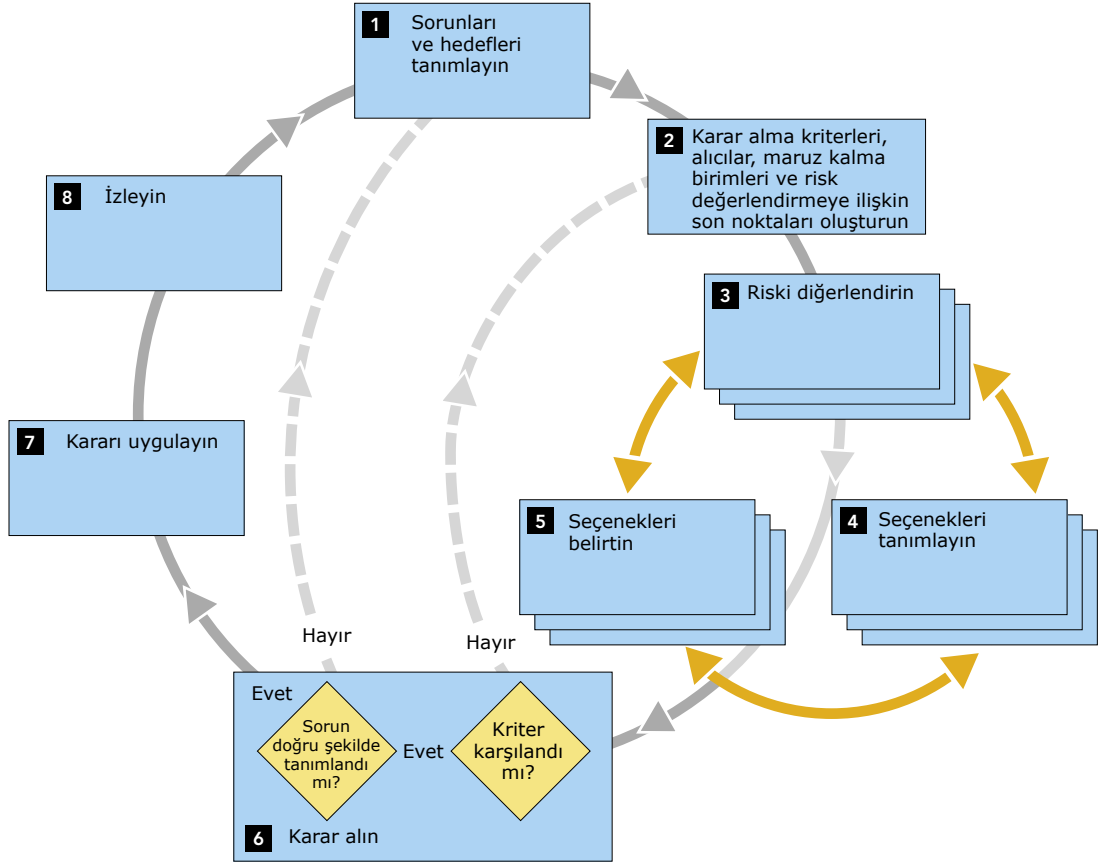 1 Sorunları
ve hedefleri
tanımlayın
2 Karar alma kriterleri,
alıcılar, maruz kalma
birimleri ve risk
değerlendirmeye ilişkin
son noktaları oluşturun
3 Riski diğerlendirin
4 Seçenekleri
tanımlayın
5 Seçenekleri
belirtin
Hayır
Hayır
Evet
Sorun
doğru şekilde
tanımlandı
mı?
Evet
Kriter
karşılandı
mı?
6 Karar alın
7 Kararı uygulayın
8 İzleyin